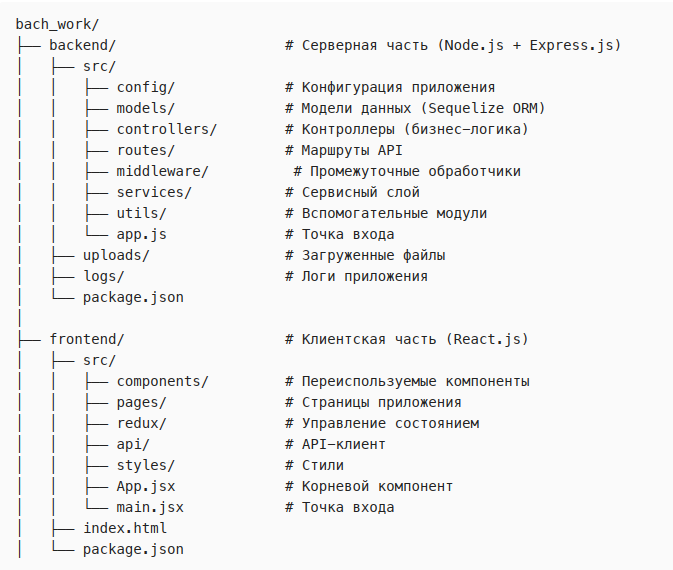 bach_work/
├── backend/                    # Серверная часть (Node.js + Express.js)
│   ├── src/
│   │   ├── config/             # Конфигурация приложения
│   │   ├── models/             # Модели данных (Sequelize ORM)
│   │   ├── controllers/        # Контроллеры (бизнес-логика)
│   │   ├── routes/             # Маршруты API
│   │   ├── middleware/          # Промежуточные обработчики
│   │   ├── services/           # Сервисный слой
│   │   ├── utils/              # Вспомогательные модули
│   │   └── app.js              # Точка входа
│   ├── uploads/                # Загруженные файлы
│   ├── logs/                   # Логи приложения
│   └── package.json
│
├── frontend/                   # Клиентская часть (React.js)
│   ├── src/
│   │   ├── components/         # Переиспользуемые компоненты
│   │   ├── pages/              # Страницы приложения
│   │   ├── redux/              # Управление состоянием
│   │   ├── api/                # API-клиент
│   │   ├── styles/             # Стили
│   │   ├── App.jsx             # Корневой компонент
│   │   └── main.jsx            # Точка входа
│   ├── index.html
│   └── package.json